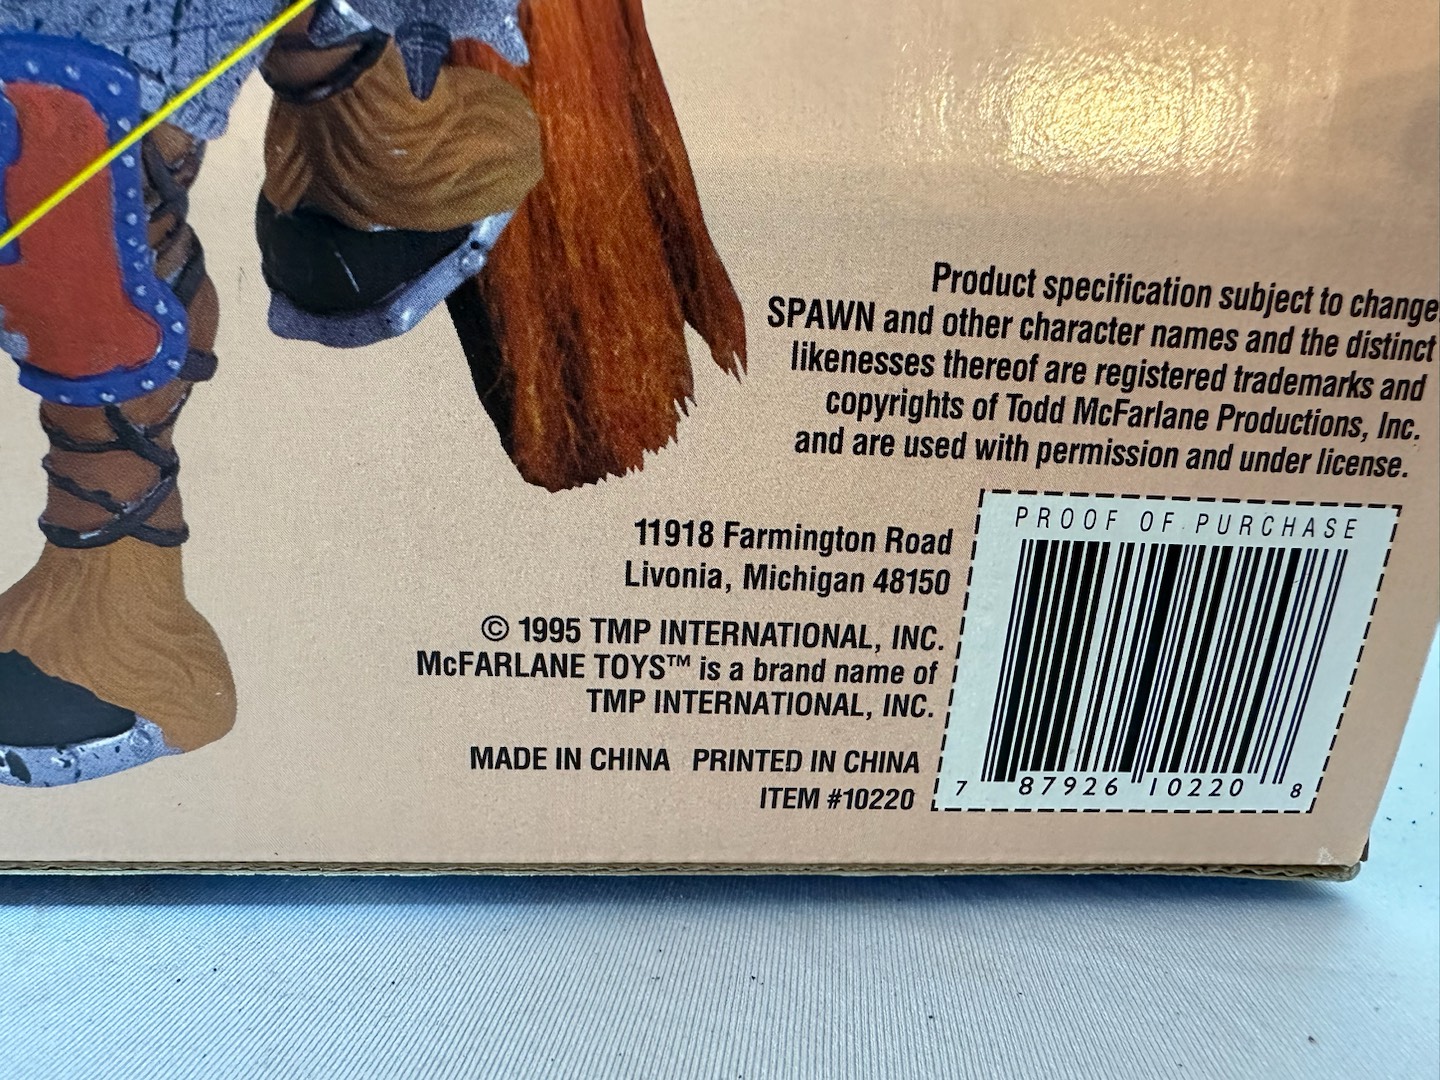 Product specification subject to change.
SPAWN and other character names and the distinct
likenesses thereof are registered trademarks and
copyrights of Todd McFarlane Productions, Inc.
and are used with permission and under license.
11918 Farmington Road
Livonia, Michigan 48150
© 1995 TMP INTERNATIONAL, INC.
McFARLANE TOYS™ is a brand name of
TMP INTERNATIONAL, INC.
MADE IN CHINA PRINTED IN CHINA
ITEM #10220
PROOF OF PURCHASE
7 87926 10220 8